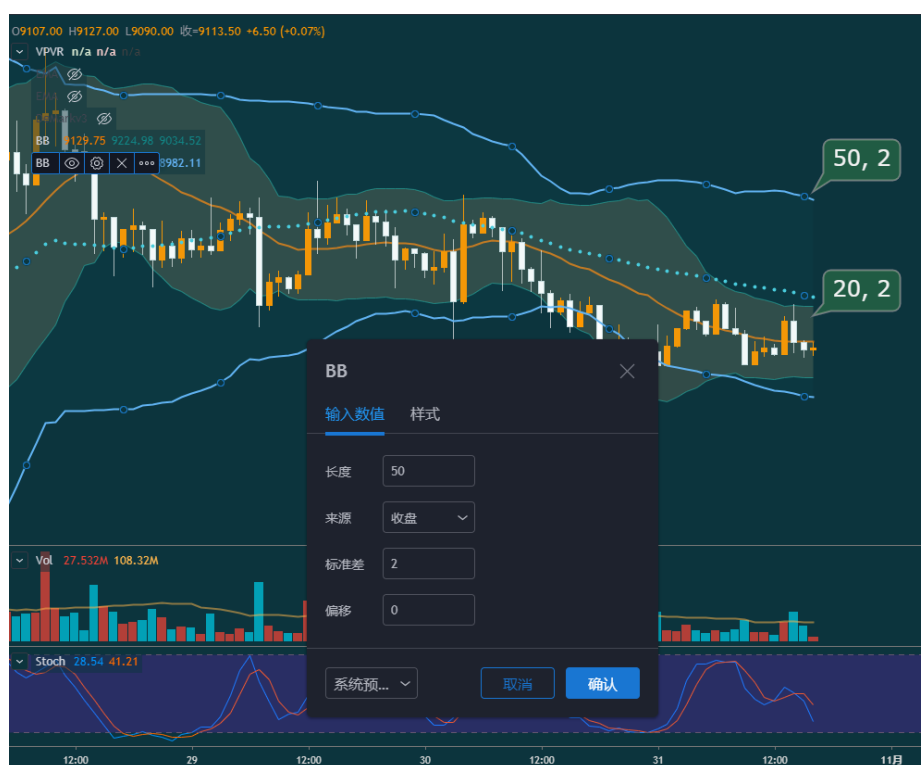 O9107.00 H9127.00 L9090.00 收=9113.50 +6.50 (+0.07%)
VPVR n/a n/a n/a
BB 9129.75 9224.98 9034.52
BB 8982.11
50, 2
20, 2
BB
输入数值 样式
长度 50
来源 收盘
标准差 2
偏移 0
系统预... 取消 确认
Vol 27.532M 108.32M
Stoch 28.54 41.21
12:00 29 12:00 30 12:00 31 12:00 11月